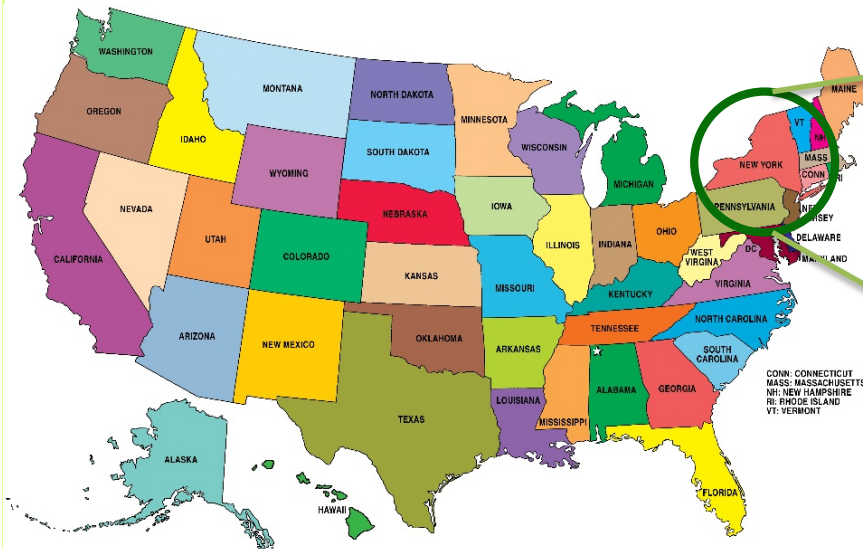 WASHINGTON
OREGON
CALIFORNIA
NEVADA
IDAHO
MONTANA
WYOMING
UTAH
COLORADO
ARIZONA
NEW MEXICO
NORTH DAKOTA
SOUTH DAKOTA
NEBRASKA
KANSAS
OKLAHOMA
TEXAS
MINNESOTA
IOWA
MISSOURI
ARKANSAS
LOUISIANA
WISCONSIN
ILLINOIS
MICHIGAN
INDIANA
OHIO
KENTUCKY
TENNESSEE
MISSISSIPPI
ALABAMA
GEORGIA
FLORIDA
SOUTH
CAROLINA
NORTH CAROLINA
VIRGINIA
WEST
VIRGINIA
DC
MARYLAND
DELAWARE
PENNSYLVANIA
NEW YORK
VT
NH
MAINE
MASS
CONN
RI
ALASKA
HAWAII
CONN: CONNECTICUT
MASS: MASSACHUSETTS
NH: NEW HAMPSHIRE
RI: RHODE ISLAND
VT: VERMONT